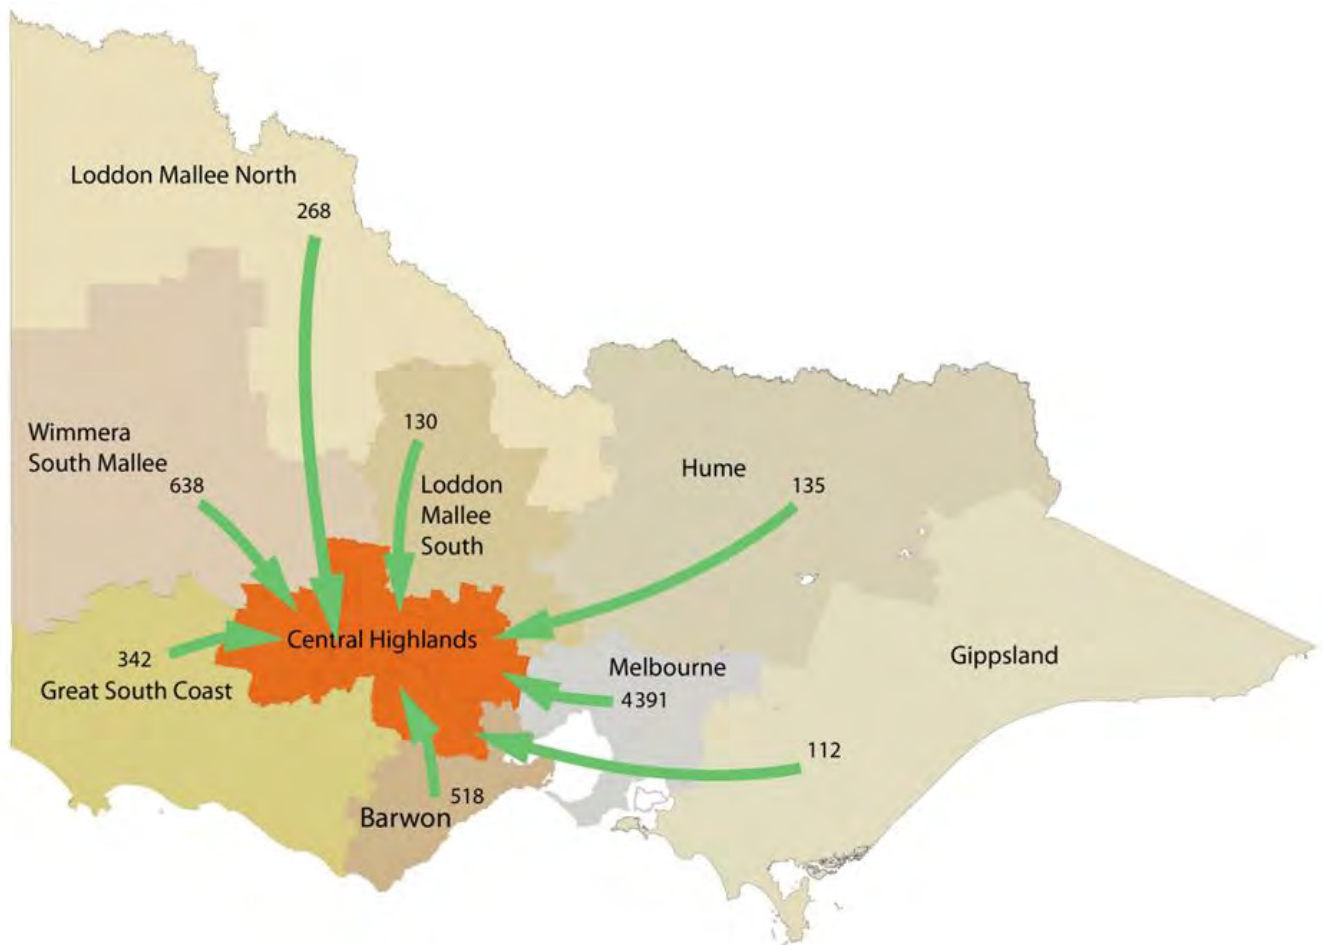 Loddon Mallee North
268
130
Wimmera
South Mallee
638
Loddon
Mallee
South
Hume
135
Central Highlands
342
Great South Coast
Melbourne
4391
Gippsland
112
518
Barwon